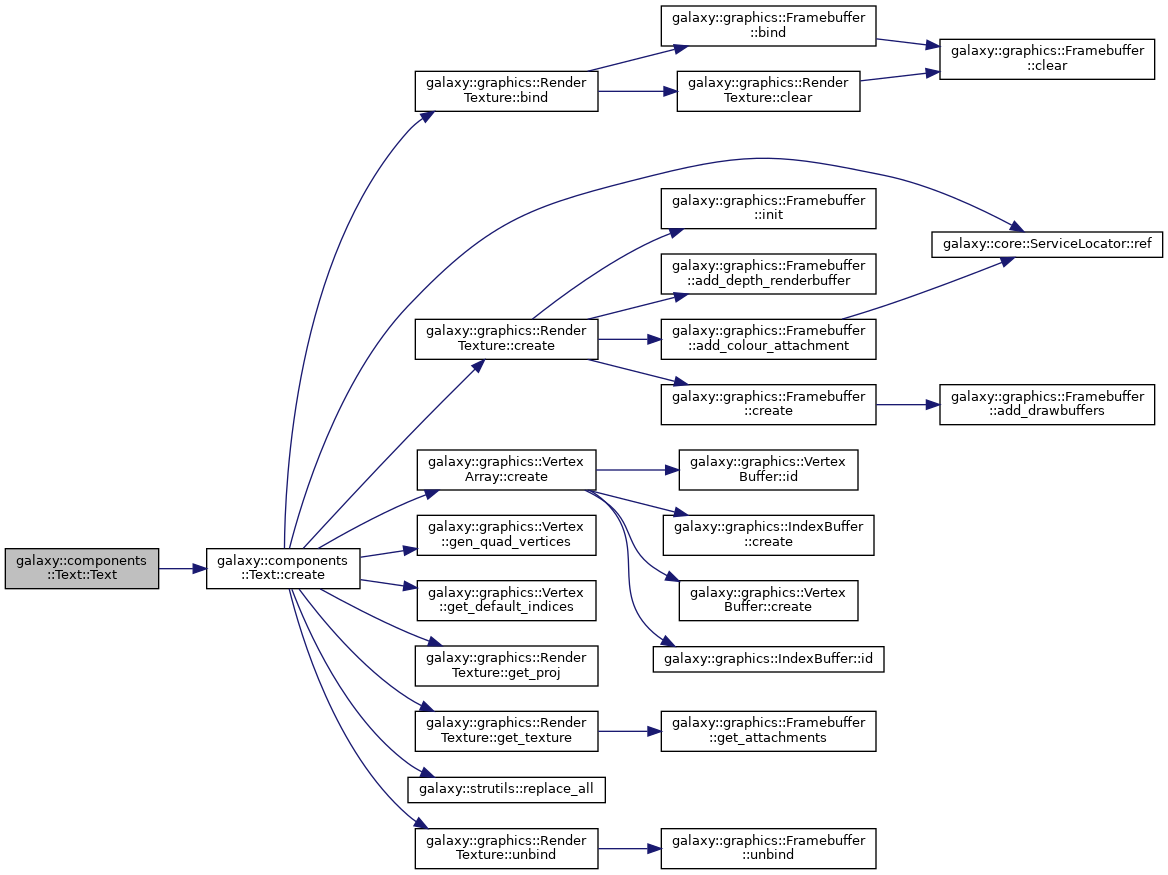 galaxy::graphics::Framebuffer
::bind
galaxy::graphics::Framebuffer
::clear
galaxy::graphics::Render
Texture::bind
galaxy::graphics::Render
Texture::clear
galaxy::graphics::Framebuffer
::init
galaxy::core::ServiceLocator::ref
galaxy::graphics::Framebuffer
::add_depth_renderbuffer
galaxy::graphics::Render
Texture::create
galaxy::graphics::Framebuffer
::add_colour_attachment
galaxy::graphics::Framebuffer
::create
galaxy::graphics::Framebuffer
::add_drawbuffers
galaxy::graphics::Vertex
Array::create
galaxy::graphics::Vertex
Buffer::id
galaxy::graphics::Vertex
::gen_quad_vertices
galaxy::graphics::IndexBuffer
::create
galaxy::components
::Text::Text
galaxy::components
::Text::create
galaxy::graphics::Vertex
::get_default_indices
galaxy::graphics::Vertex
Buffer::create
galaxy::graphics::Render
Texture::get_proj
galaxy::graphics::IndexBuffer::id
galaxy::graphics::Render
Texture::get_texture
galaxy::graphics::Framebuffer
::get_attachments
galaxy::strutils::replace_all
galaxy::graphics::Render
Texture::unbind
galaxy::graphics::Framebuffer
::unbind